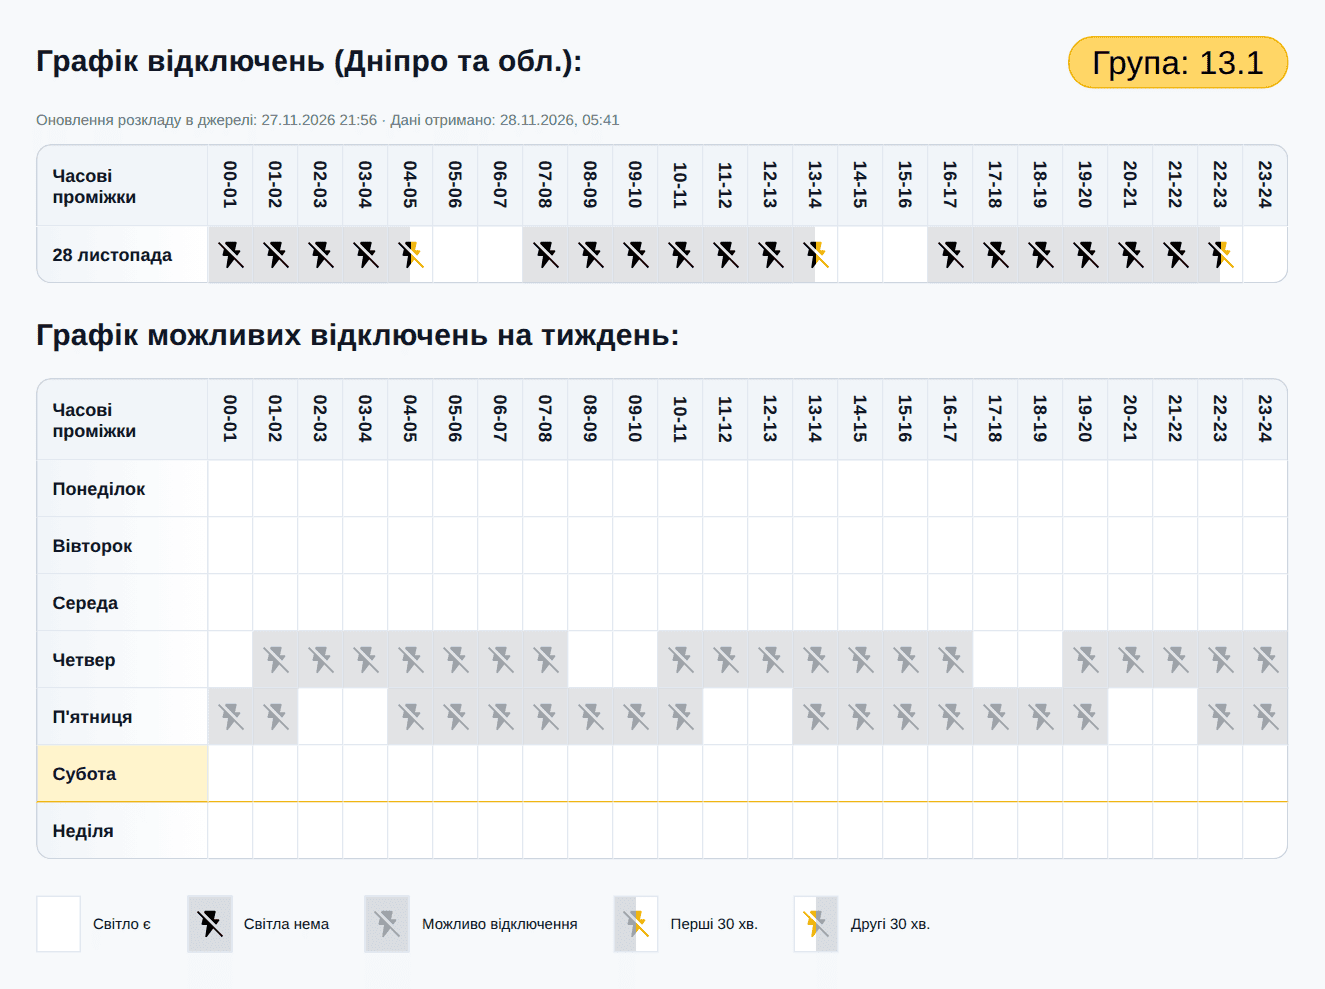 Графік відключень (Дніпро та обл.):
Група: 13.1
Оновлення розкладу в джерелі: 27.11.2026 21:56 · Дані отримано: 28.11.2026, 05:41
Часові проміжки 00-01 01-02 02-03 03-04 04-05 05-06 06-07 07-08 08-09 09-10 10-11 11-12 12-13 13-14 14-15 15-16 16-17 17-18 18-19 19-20 20-21 21-22 22-23 23-24
28 листопада
Графік можливих відключень на тиждень:
Часові проміжки 00-01 01-02 02-03 03-04 04-05 05-06 06-07 07-08 08-09 09-10 10-11 11-12 12-13 13-14 14-15 15-16 16-17 17-18 18-19 19-20 20-21 21-22 22-23 23-24
Понеділок
Вівторок
Середа
Четвер
П'ятниця
Субота
Неділя
Світло є Світла нема Можливо відключення Перші 30 хв. Другі 30 хв.